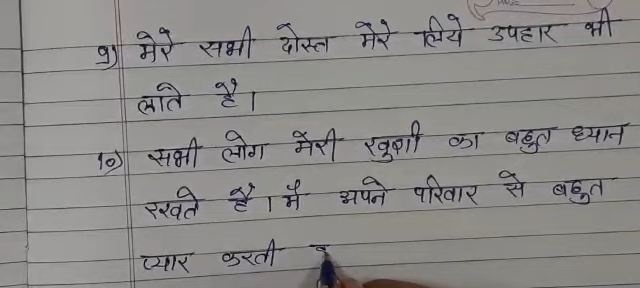 9) मेरे सभी दोस्त मेरे लिये उपहार भी
लाते है।
10) सभी लोग मेरी खुशी का बहुत ध्यान
रखते है। मैं अपने परिवार से बहुत
प्यार करती